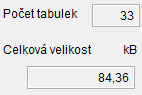 Počet tabulek 33
Celková velikost kB
84,36